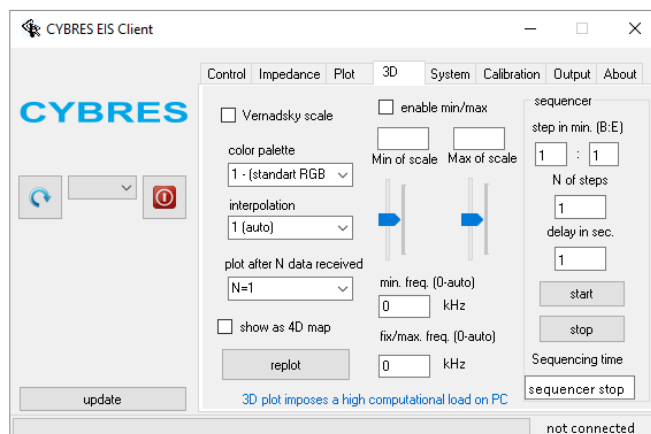 CYBRES EIS Client
Control Impedance Plot 3D System Calibration Output About
CYBRES
update
Vernadsky scale
color palette
1 - (standart RGB
interpolation
1 (auto)
plot after N data received
N=1
show as 4D map
replot
enable min/max
Min of scale Max of scale
min. freq. (0-auto)
0 kHz
fix/max. freq. (0-auto)
0 kHz
3D plot imposes a high computational load on PC
sequencer
step in min. (B:E)
1 : 1
N of steps
1
delay in sec.
1
start
stop
Sequencing time
sequencer stop
not connected